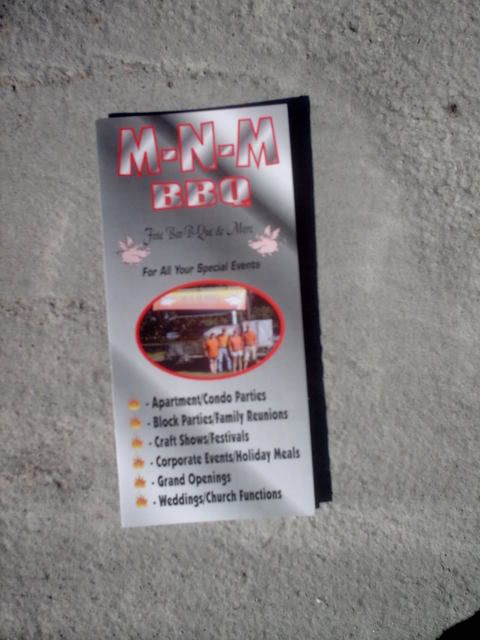 M-N-M
BBQ
Fine Bar-B-Que & More
For All Your Special Events
- Apartment/Condo Parties
- Block Parties/Family Reunions
- Craft Shows/Festivals
- Corporate Events/Holiday Meals
- Grand Openings
- Weddings/Church Functions